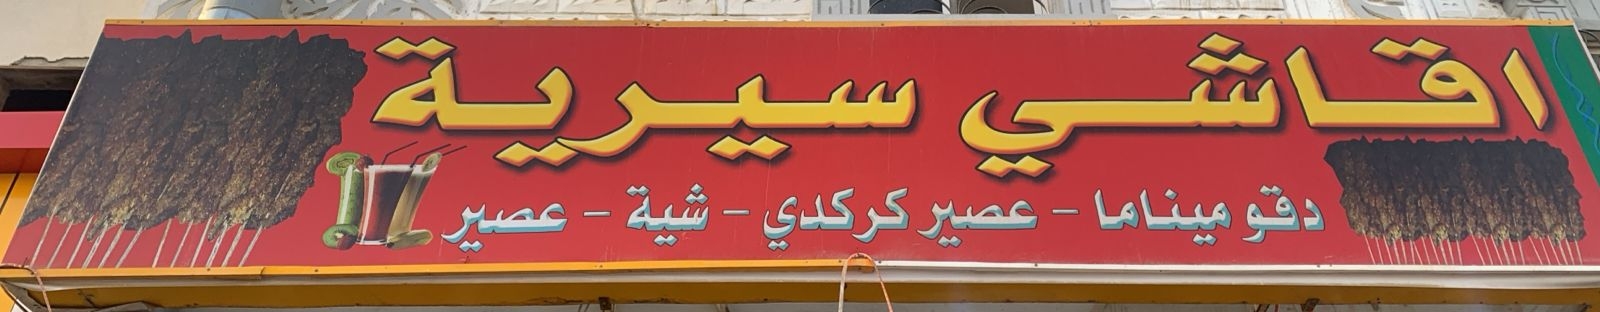 اقاشي سيرية
دقو ميناما - عصير كركدي - شية - عصير